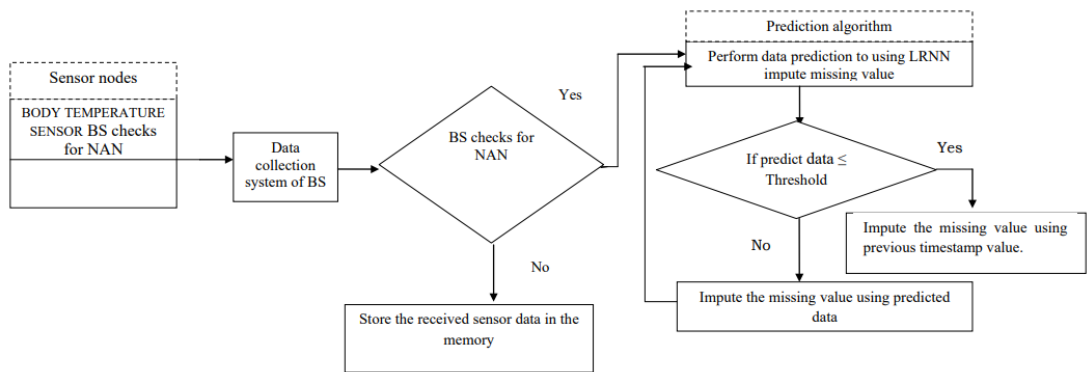 Sensor nodes
BODY TEMPERATURE
SENSOR BS checks
for NAN
Data
collection
system of BS
BS checks for
NAN
Yes
No
Store the received sensor data in the
memory
Prediction algorithm
Perform data prediction to using LRNN
impute missing value
If predict data ≤
Threshold
Yes
Impute the missing value using
previous timestamp value.
No
Impute the missing value using predicted
data